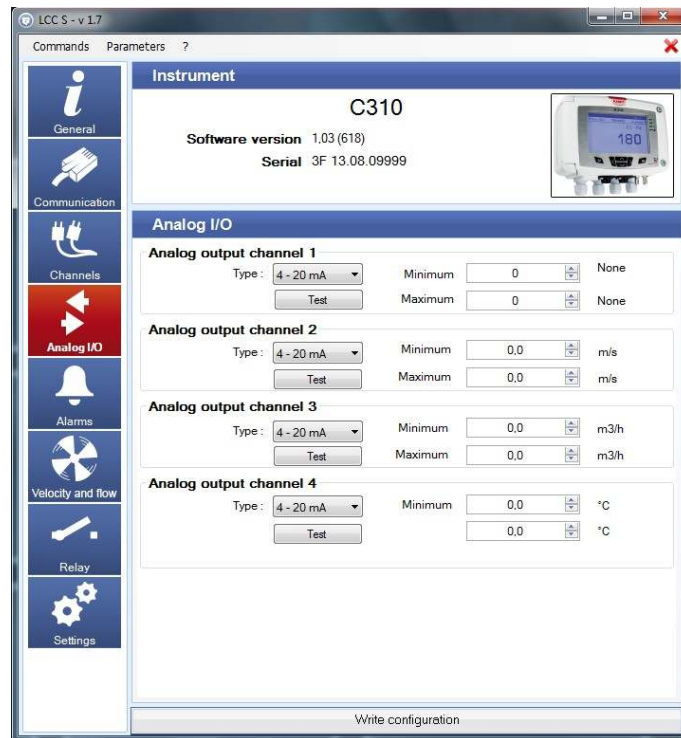 LCC S - v 1.7
Commands Parameters ?
General
Communication
Channels
Analog I/O
Alarms
Velocity and flow
Relay
Settings
Instrument
C310
Software version 1,03 (618)
Serial 3F 13.08.09999
180
Analog I/O
Analog output channel 1
Type : 4 - 20 mA Minimum 0 None
Test Maximum 0 None
Analog output channel 2
Type : 4 - 20 mA Minimum 0,0 m/s
Test Maximum 0,0 m/s
Analog output channel 3
Type : 4 - 20 mA Minimum 0,0 m3/h
Test Maximum 0,0 m3/h
Analog output channel 4
Type : 4 - 20 mA Minimum 0,0 °C
Test 0,0 °C
Write configuration